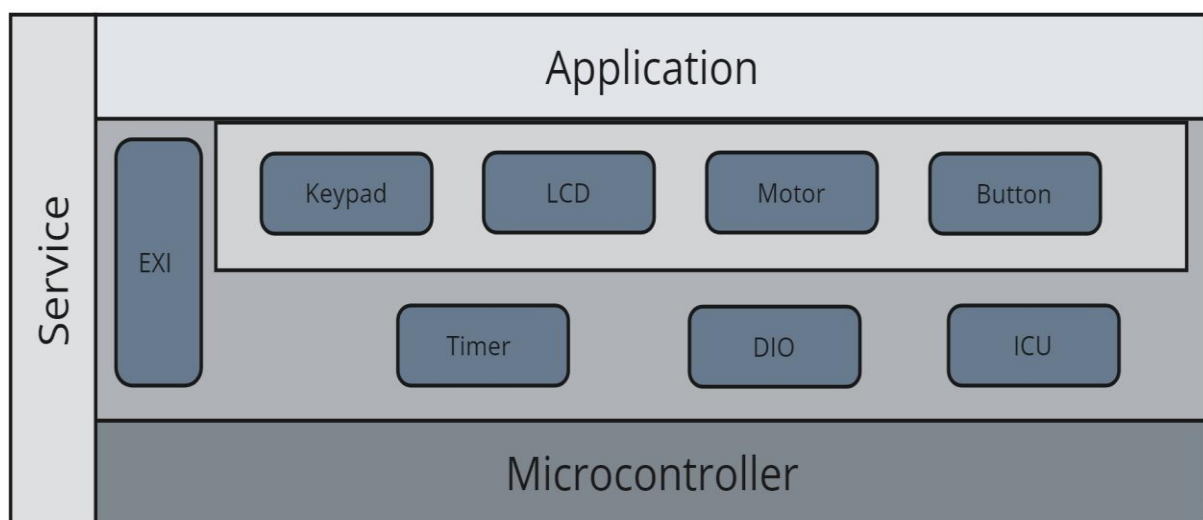 Service
Application
EXI
Keypad
LCD
Motor
Button
Timer
DIO
ICU
Microcontroller